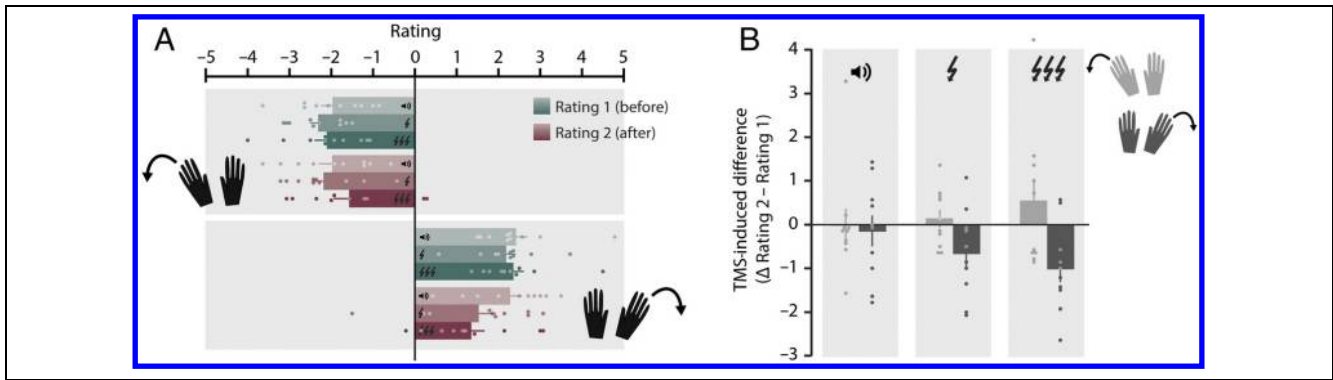 A
Rating
−5 −4 −3 −2 −1 0 1 2 3 4 5
Rating 1 (before)
Rating 2 (after)
B
TMS-induced difference
(Δ Rating 2 – Rating 1)
4
3
2
1
0
−1
−2
−3